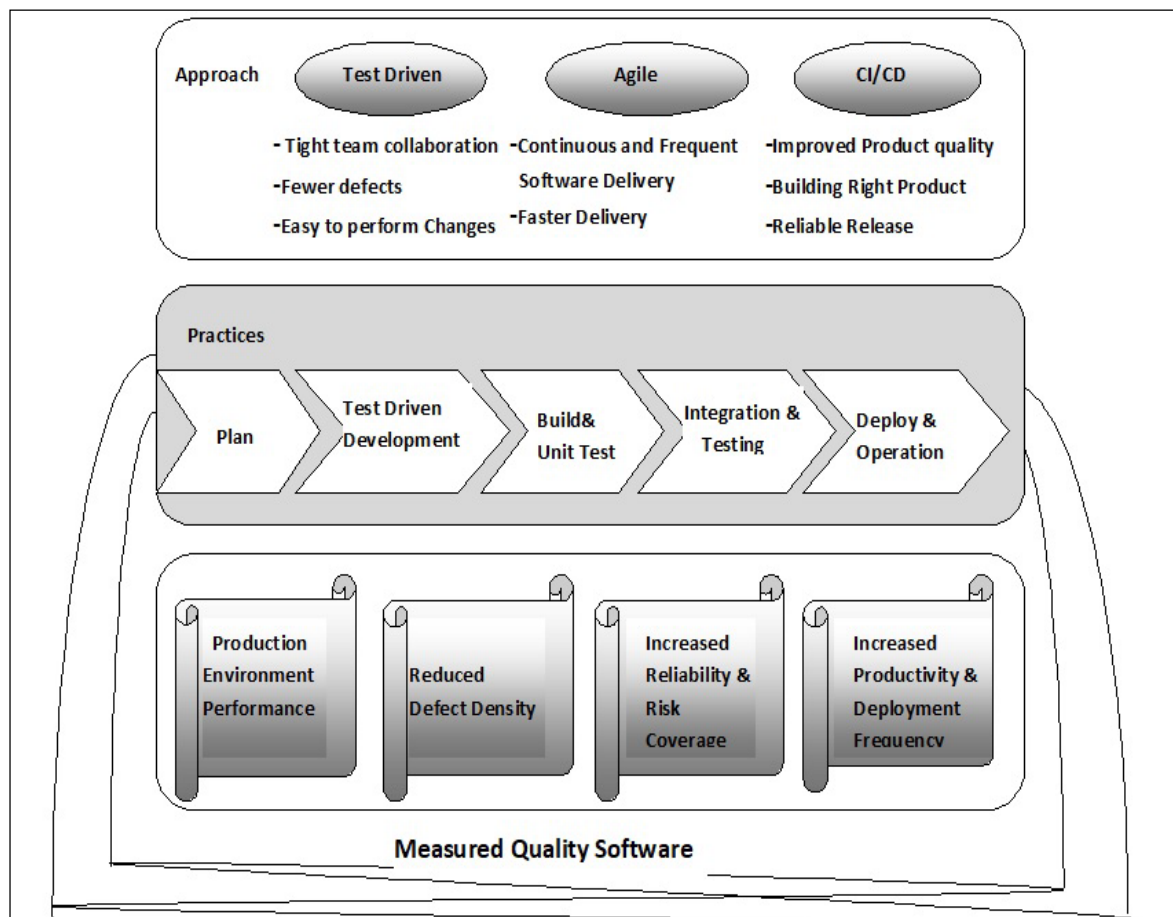 Approach
Test Driven
Agile
CI/CD
- Tight team collaboration
-Fewer defects
-Easy to perform Changes
-Continuous and Frequent
Software Delivery
-Faster Delivery
-Improved Product quality
-Building Right Product
-Reliable Release
Practices
Plan
Test Driven
Development
Build&
Unit Test
Integration &
Testing
Deploy &
Operation
Production
Environment
Performance
Reduced
Defect Density
Increased
Reliability &
Risk
Coverage
Increased
Productivity &
Deployment
Frequency
Measured Quality Software